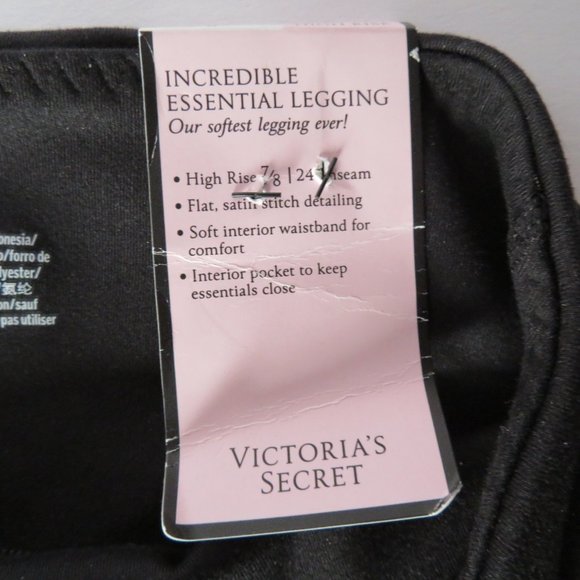 INCREDIBLE
ESSENTIAL LEGGING
Our softest legging ever!
• High Rise 7/8 | 24 inseam
• Flat, satin stitch detailing
• Soft interior waistband for
comfort
• Interior pocket to keep
essentials close
VICTORIA'S
SECRET
onesia/
o/forro de
lyester/
/氨纶
on/sauf
pas utiliser